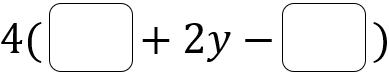 4( + 2y − )